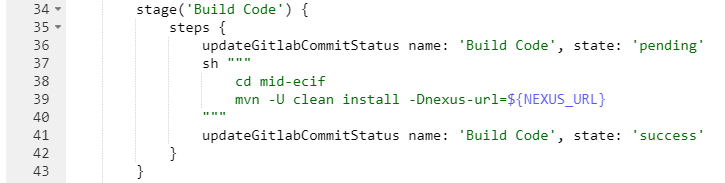 34 stage('Build Code') {
35 steps {
36 updateGitlabCommitStatus name: 'Build Code', state: 'pending'
37 sh """
38 cd mid-ecif
39 mvn -U clean install -Dnexus-url=${NEXUS_URL}
40 """
41 updateGitlabCommitStatus name: 'Build Code', state: 'success'
42 }
43 }